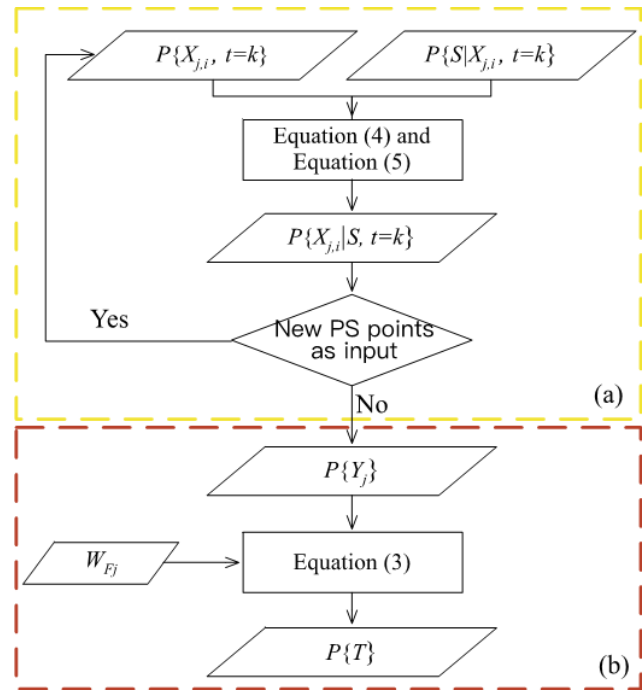 P{X_{j,i}, t=k}
P{S|X_{j,i}, t=k}
Equation (4) and
Equation (5)
P{X_{j,i}|S, t=k}
Yes
New PS points
as input
(a)
No
P{Y_j}
W_{Fj}
Equation (3)
P{T}
(b)